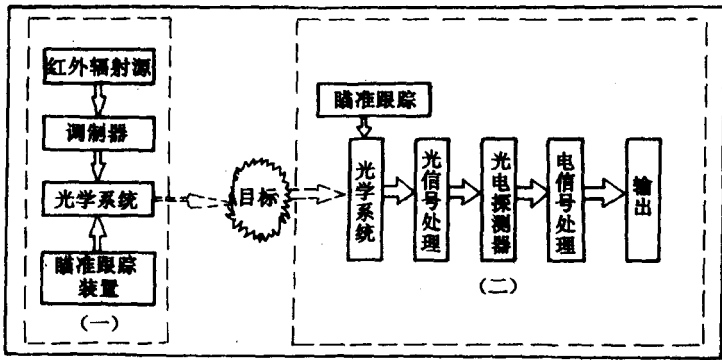 红外辐射源
调制器
光学系统
瞄准跟踪
装置
(一)
目标
瞄准跟踪
光学系统
光信号处理
光电探测器
电信号处理
输出
(二)